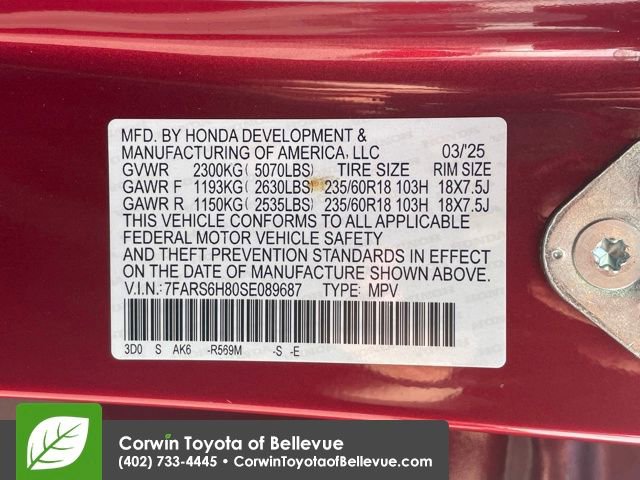 MFD. BY HONDA DEVELOPMENT &
MANUFACTURING OF AMERICA, LLC 03/'25
GVWR 2300KG( 5070LBS) TIRE SIZE RIM SIZE
GAWR F 1193KG( 2630LBS) 235/60R18 103H 18X7.5J
GAWR R 1150KG( 2535LBS) 235/60R18 103H 18X7.5J
THIS VEHICLE CONFORMS TO ALL APPLICABLE
FEDERAL MOTOR VEHICLE SAFETY
AND THEFT PREVENTION STANDARDS IN EFFECT
ON THE DATE OF MANUFACTURE SHOWN ABOVE.
V.I.N.: 7FARS6H80SE089687 TYPE: MPV
3D0 S AK6 -R569M -S -E
Corwin Toyota of Bellevue
(402) 733-4445 • CorwinToyotaofBellevue.com